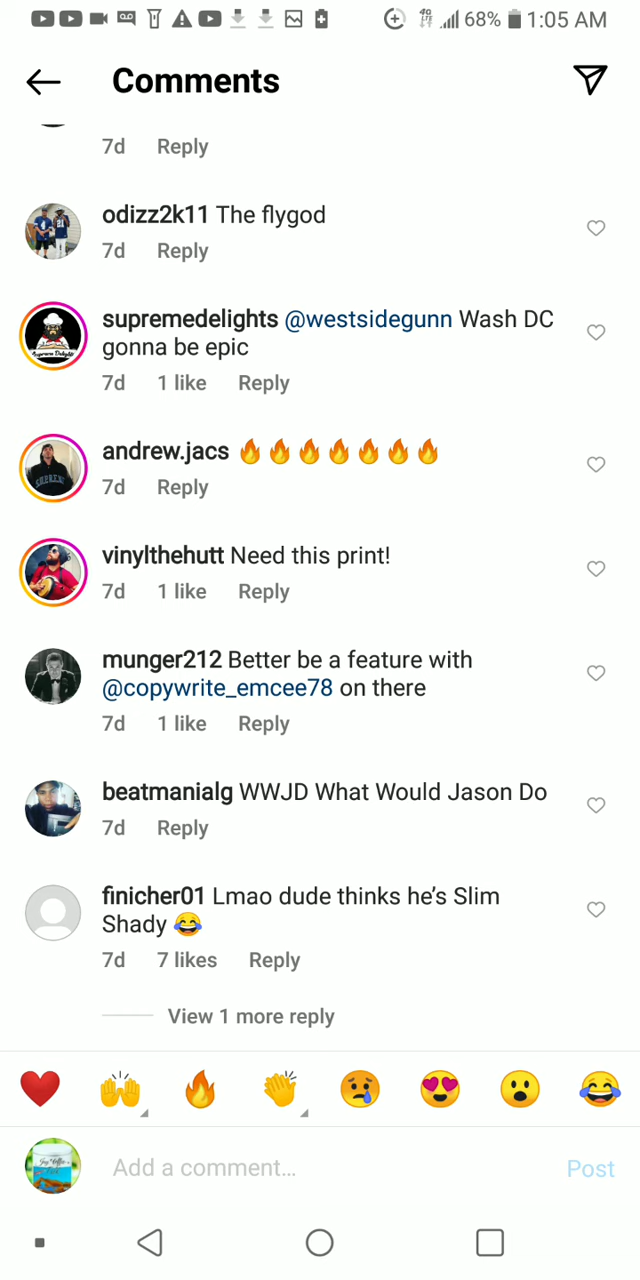 68% 1:05 AM
Comments
7d Reply
odizz2k11 The flygod
7d Reply
supremedelights @westsidegunn Wash DC
gonna be epic
7d 1 like Reply
andrew.jacs 🔥🔥🔥🔥🔥🔥🔥
7d Reply
vinylthehutt Need this print!
7d 1 like Reply
munger212 Better be a feature with
@copywrite_emcee78 on there
7d 1 like Reply
beatmanialg WWJD What Would Jason Do
7d Reply
finicher01 Lmao dude thinks he’s Slim
Shady 😂
7d 7 likes Reply
View 1 more reply
Add a comment...
Post